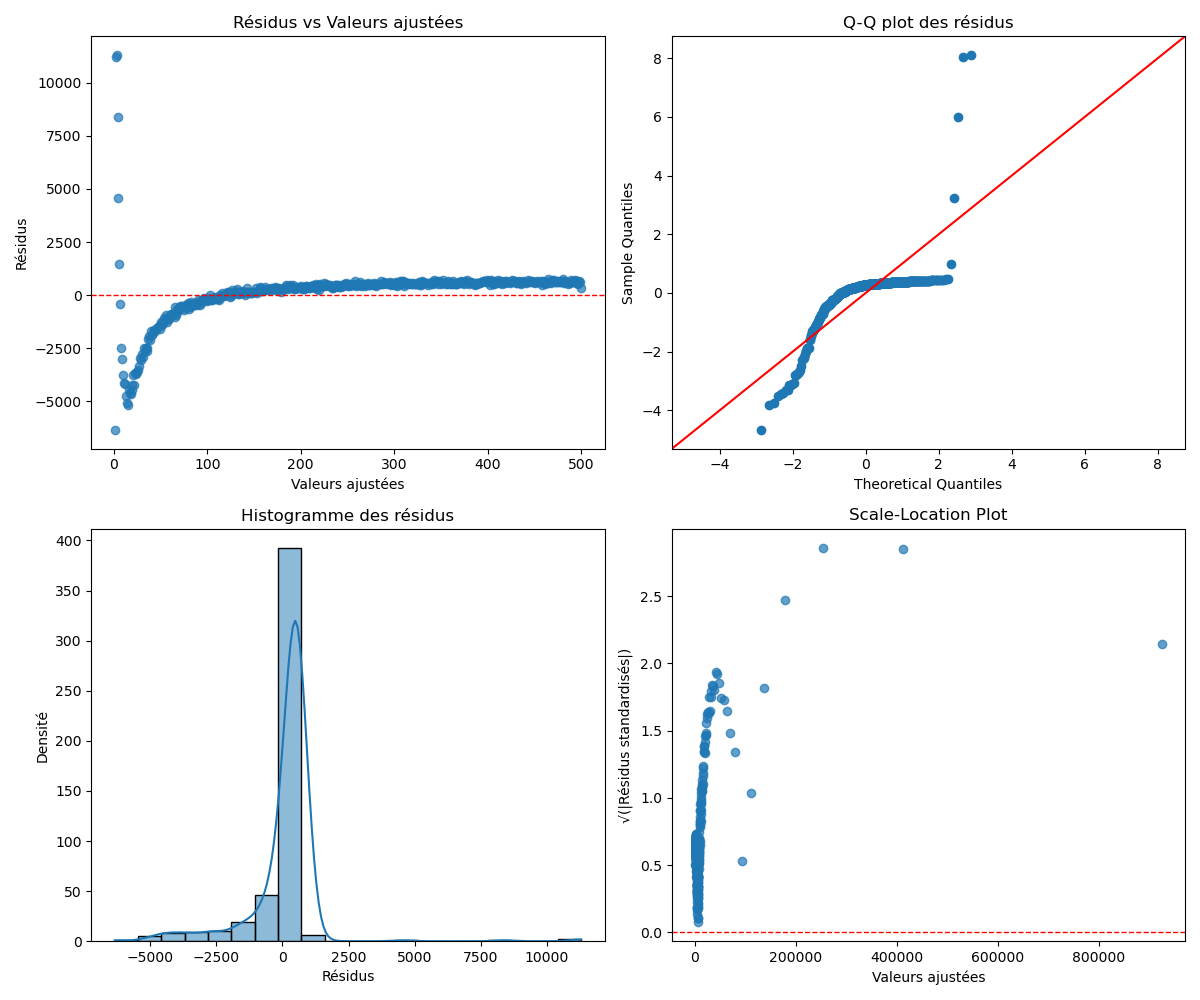 Résidus vs Valeurs ajustées
Résidus
10000
7500
5000
2500
0
−2500
−5000
0 100 200 300 400 500
Valeurs ajustées
Q-Q plot des résidus
Sample Quantiles
8
6
4
2
0
−2
−4
−4 −2 0 2 4 6 8
Theoretical Quantiles
Histogramme des résidus
Densité
400
350
300
250
200
150
100
50
0
−5000 −2500 0 2500 5000 7500 10000
Résidus
Scale-Location Plot
√(|Résidus standardisés|)
2.5
2.0
1.5
1.0
0.5
0.0
0 200000 400000 600000 800000
Valeurs ajustées